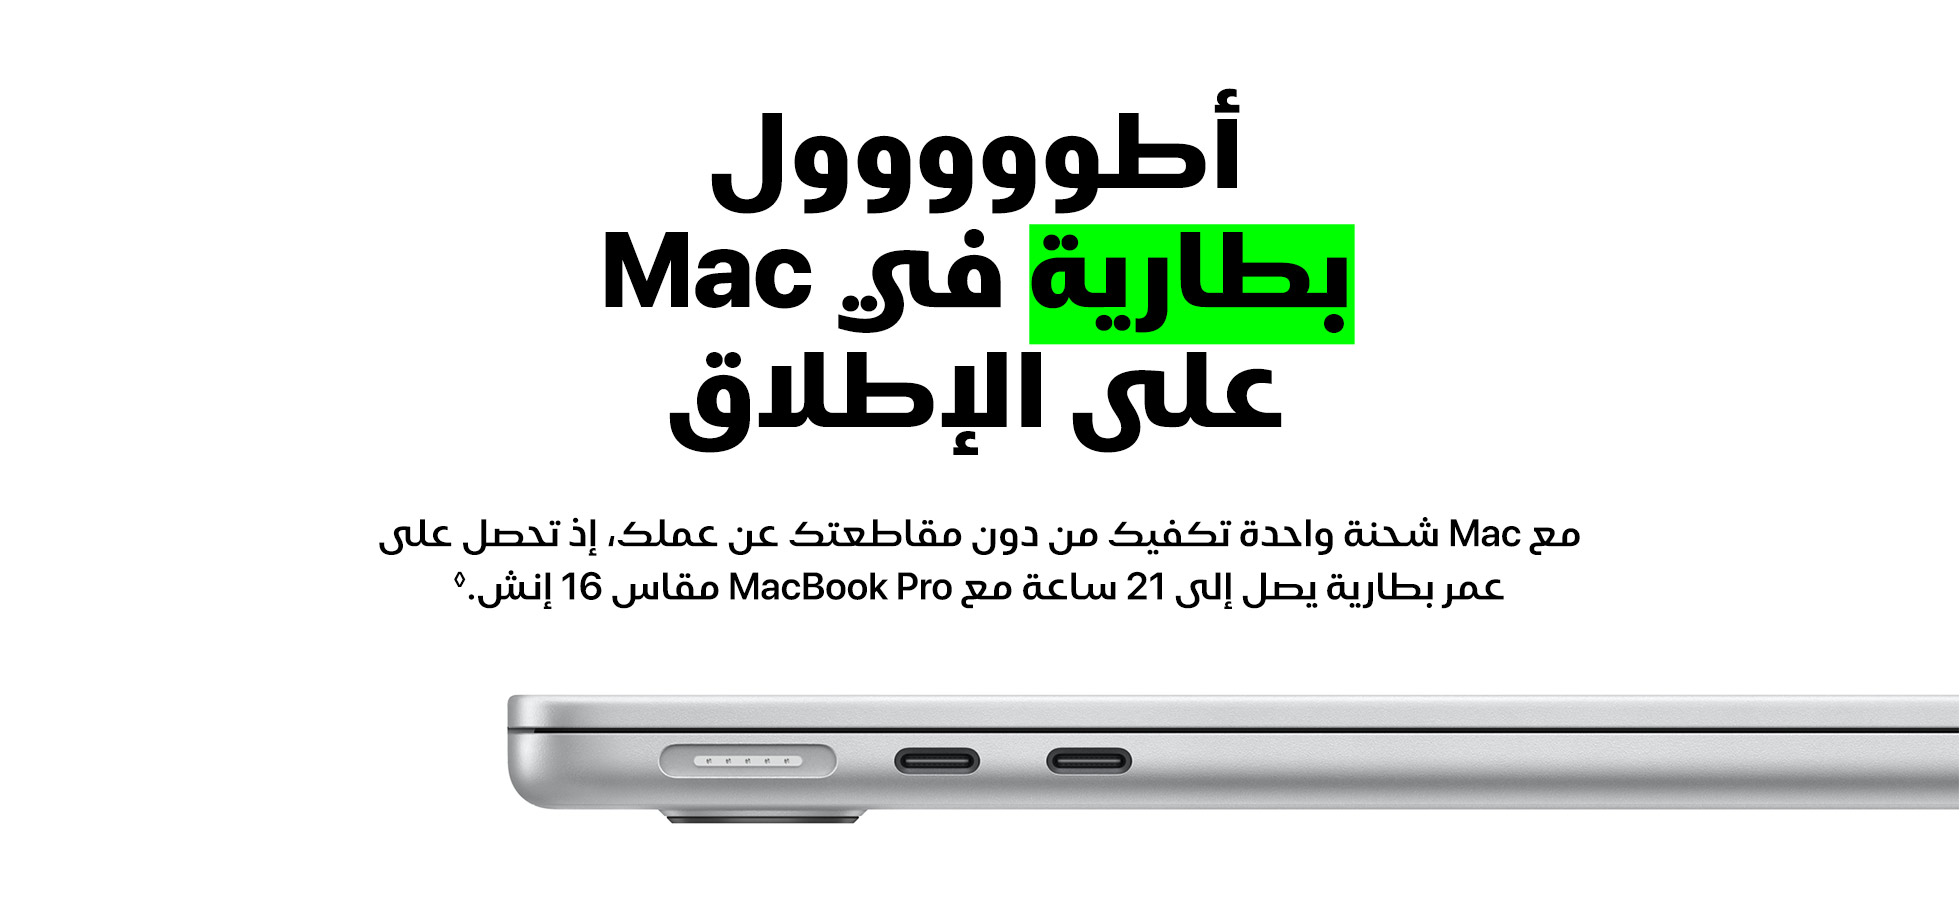 أطوووووول
بطارية في Mac
على الإطلاق
مع Mac شحنة واحدة تكفيك من دون مقاطعتك عن عملك، إذ تحصل على
عمر بطارية يصل إلى 21 ساعة مع MacBook Pro مقاس 16 إنش.◊